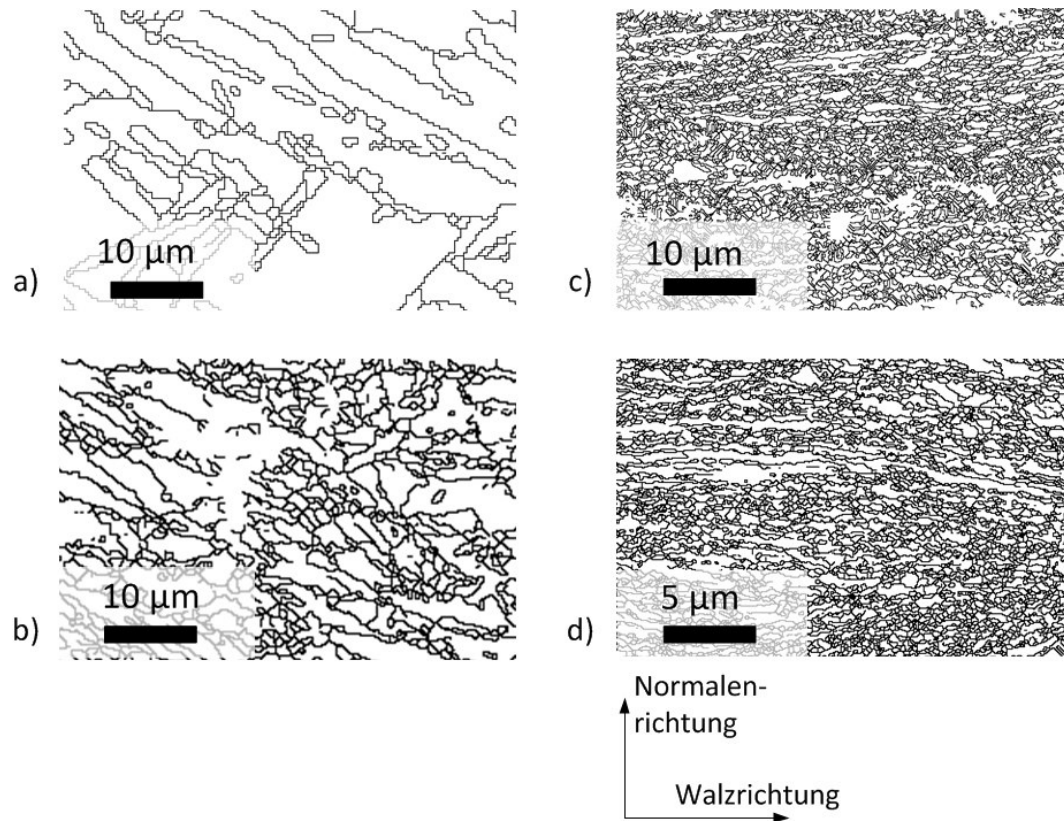 10 µm
a)
10 µm
b)
10 µm
c)
5 µm
d)
Normalen-
richtung
Walzrichtung